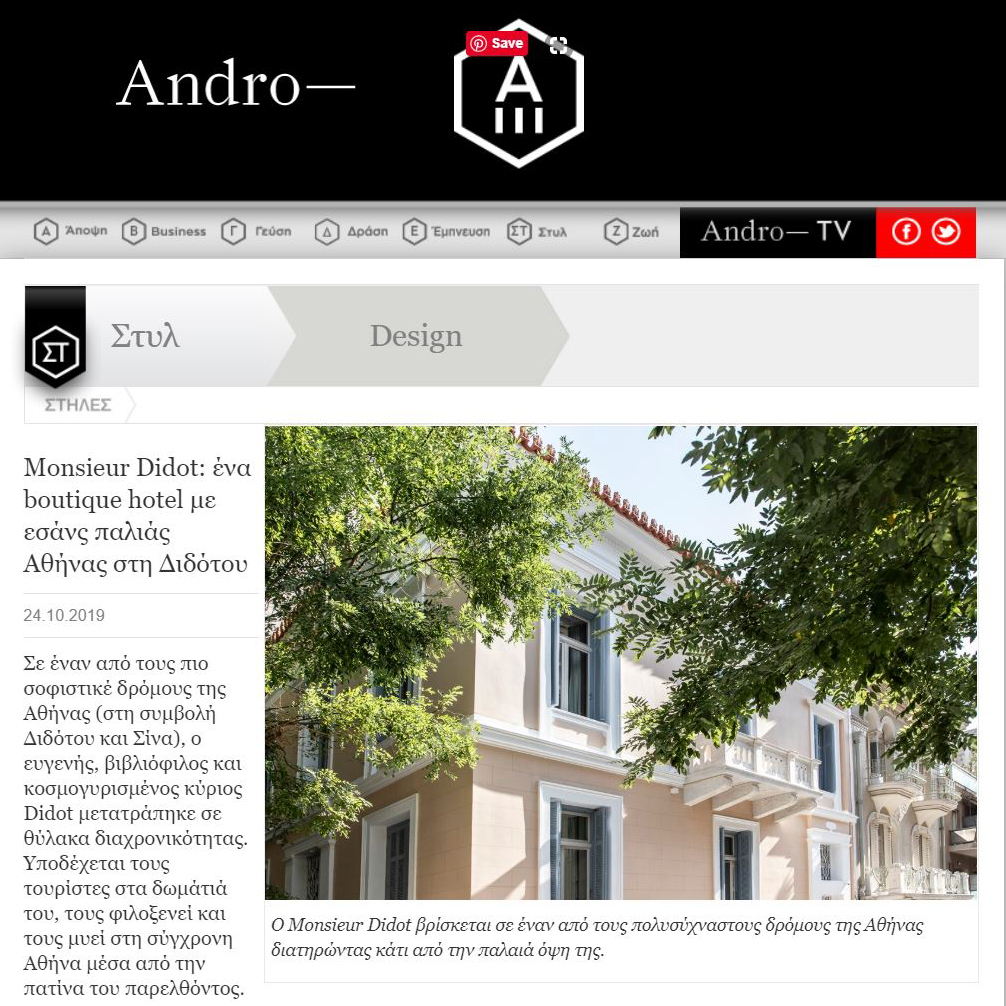 Andro—
Save
A
A Άποψη B Business Γ Γεύση Δ Δράση E Έμπνευση ΣΤ Στυλ Z Ζωή Andro— TV
ΣΤ Στυλ Design
ΣΤΗΛΕΣ
Monsieur Didot: ένα
boutique hotel με
εσάνς παλιάς
Αθήνας στη Διδότου
24.10.2019
Σε έναν από τους πιο
σοφιστικέ δρόμους της
Αθήνας (στη συμβολή
Διδότου και Σίνα), ο
ευγενής, βιβλιόφιλος και
κοσμογυρισμένος κύριος
Didot μετατράπηκε σε
θύλακα διαχρονικότητας.
Υποδέχεται τους
τουρίστες στα δωμάτιά
του, τους φιλοξενεί και
τους μυεί στη σύγχρονη
Αθήνα μέσα από την
πατίνα του παρελθόντος.
Ο Monsieur Didot βρίσκεται σε έναν από τους πολυσύχναστους δρόμους της Αθήνας
διατηρώντας κάτι από την παλαιά όψη της.